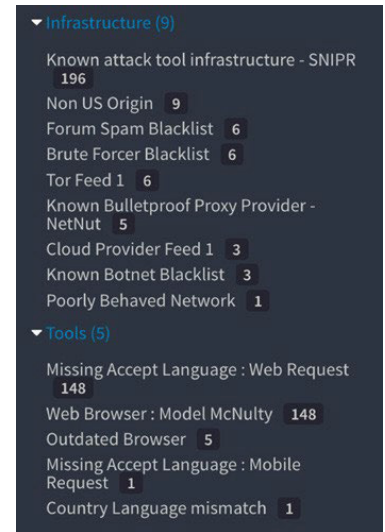 Infrastructure (9)
Known attack tool infrastructure - SNIPR
196
Non US Origin 9
Forum Spam Blacklist 6
Brute Forcer Blacklist 6
Tor Feed 1 6
Known Bulletproof Proxy Provider -
NetNut 5
Cloud Provider Feed 1 3
Known Botnet Blacklist 3
Poorly Behaved Network 1
Tools (5)
Missing Accept Language : Web Request
148
Web Browser : Model McNulty 148
Outdated Browser 5
Missing Accept Language : Mobile
Request 1
Country Language mismatch 1